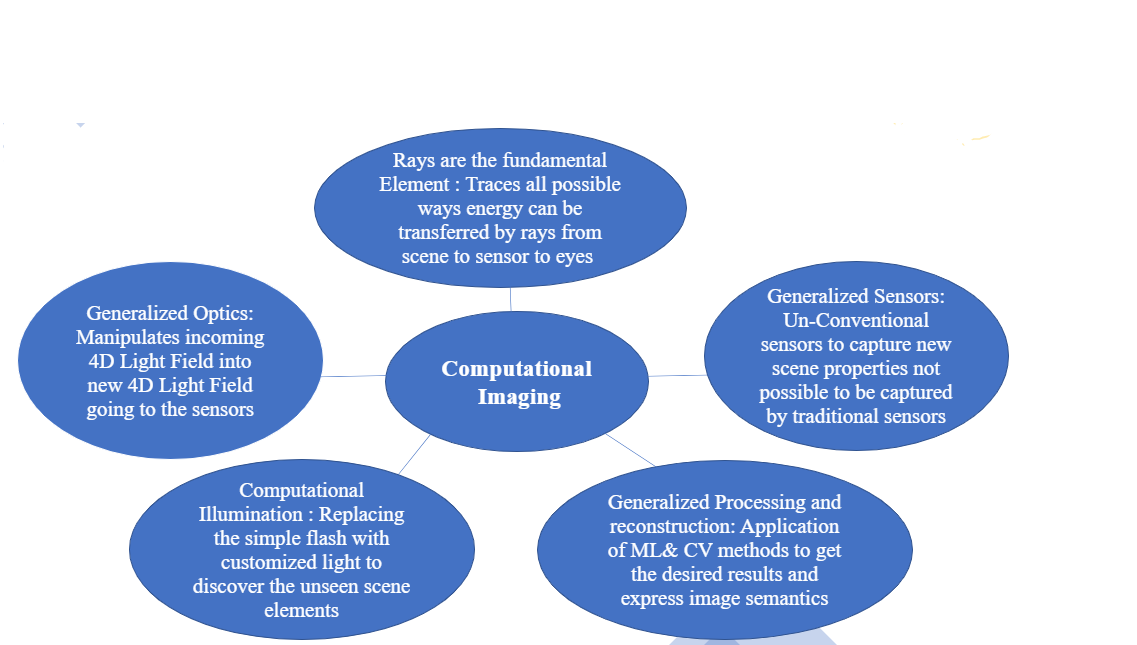 Rays are the fundamental
Element : Traces all possible
ways energy can be
transferred by rays from
scene to sensor to eyes
Generalized Optics:
Manipulates incoming
4D Light Field into
new 4D Light Field
going to the sensors
Computational
Imaging
Generalized Sensors:
Un-Conventional
sensors to capture new
scene properties not
possible to be captured
by traditional sensors
Computational
Illumination : Replacing
the simple flash with
customized light to
discover the unseen scene
elements
Generalized Processing and
reconstruction: Application
of ML& CV methods to get
the desired results and
express image semantics